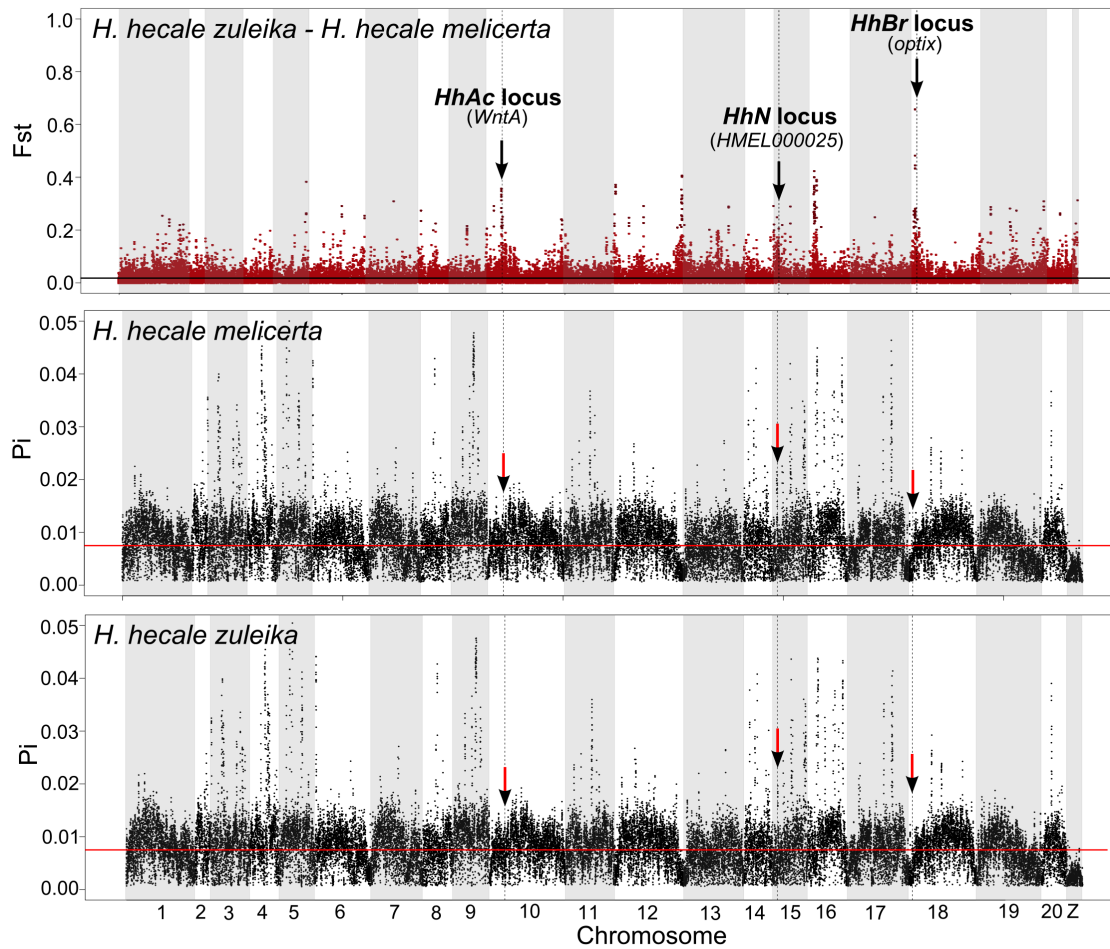 H. hecale zuleika - H. hecale melicerta
HhBr locus
(optix)
HhAc locus
(WntA)
HhN locus
(HMEL000025)
Fst
1.0
0.8
0.6
0.4
0.2
0.0
H. hecale melicerta
Pi
0.05
0.04
0.03
0.02
0.01
0.00
H. hecale zuleika
Pi
0.05
0.04
0.03
0.02
0.01
0.00
1 2 3 4 5 6 7 8 9 10 11 12 13 14 15 16 17 18 19 20 Z
Chromosome